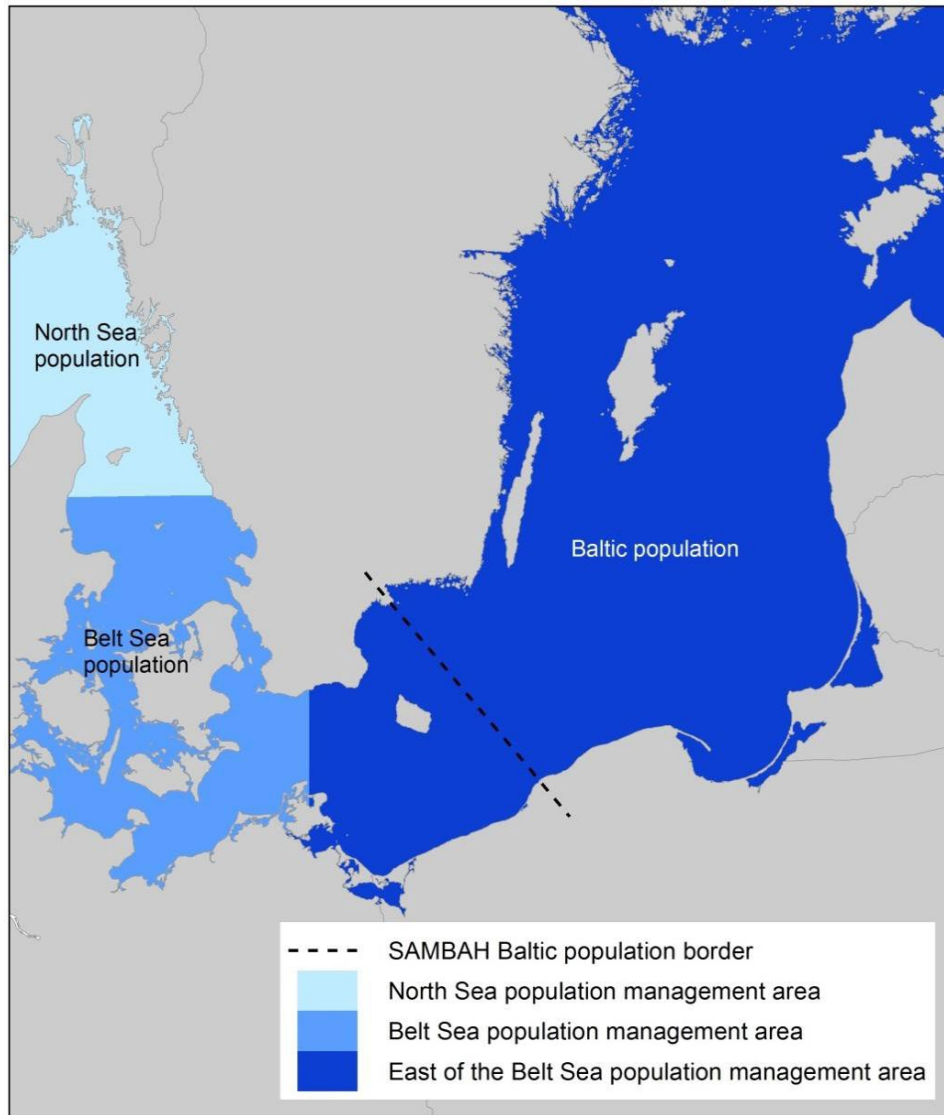 North Sea
population
Baltic population
Belt Sea
population
SAMBAH Baltic population border
North Sea population management area
Belt Sea population management area
East of the Belt Sea population management area